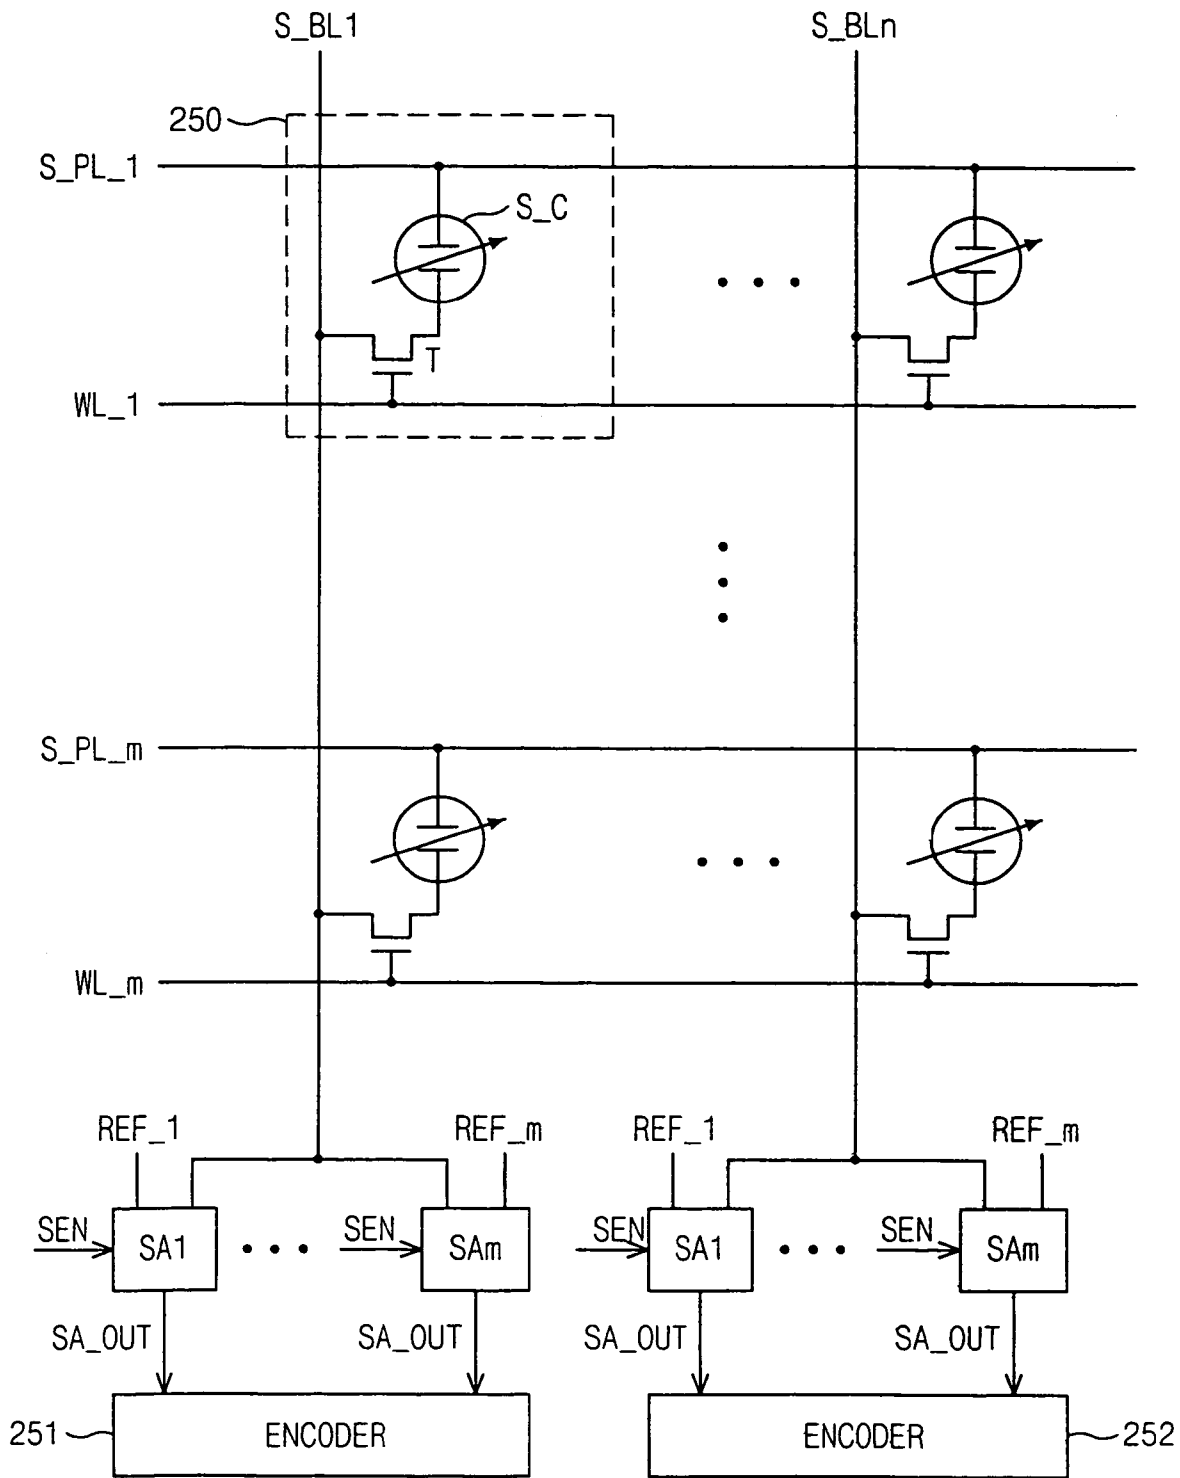 S_BL1 S_BLn
250
S_PL_1
S_C
T
WL_1
S_PL_m
WL_m
REF_1 REF_m REF_1 REF_m
SEN SA1 SEN SAm SEN SA1 SEN SAm
SA_OUT SA_OUT SA_OUT SA_OUT
251 ENCODER ENCODER 252